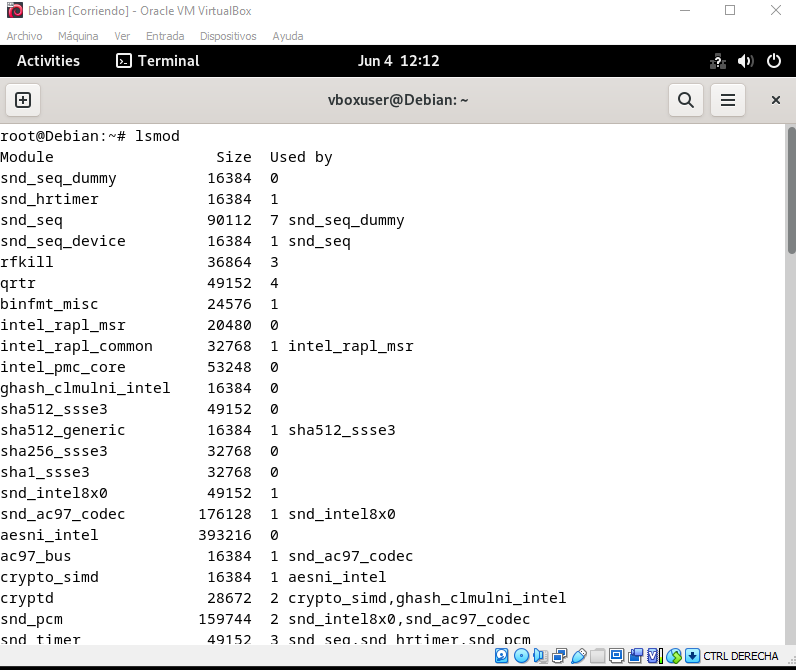 Debian [Corriendo] - Oracle VM VirtualBox
Archivo Máquina Ver Entrada Dispositivos Ayuda
Activities Terminal Jun 4 12:12
vboxuser@Debian: ~
root@Debian:~# lsmod
Module Size Used by
snd_seq_dummy 16384 0
snd_hrtimer 16384 1
snd_seq 90112 7 snd_seq_dummy
snd_seq_device 16384 1 snd_seq
rfkill 36864 3
qrtr 49152 4
binfmt_misc 24576 1
intel_rapl_msr 20480 0
intel_rapl_common 32768 1 intel_rapl_msr
intel_pmc_core 53248 0
ghash_clmulni_intel 16384 0
sha512_ssse3 49152 0
sha512_generic 16384 1 sha512_ssse3
sha256_ssse3 32768 0
sha1_ssse3 32768 0
snd_intel8x0 49152 1
snd_ac97_codec 176128 1 snd_intel8x0
aesni_intel 393216 0
ac97_bus 16384 1 snd_ac97_codec
crypto_simd 16384 1 aesni_intel
cryptd 28672 2 crypto_simd,ghash_clmulni_intel
snd_pcm 159744 2 snd_intel8x0,snd_ac97_codec
snd_timer 49152 3 snd_seq,snd_hrtimer,snd_pcm
CTRL DERECHA